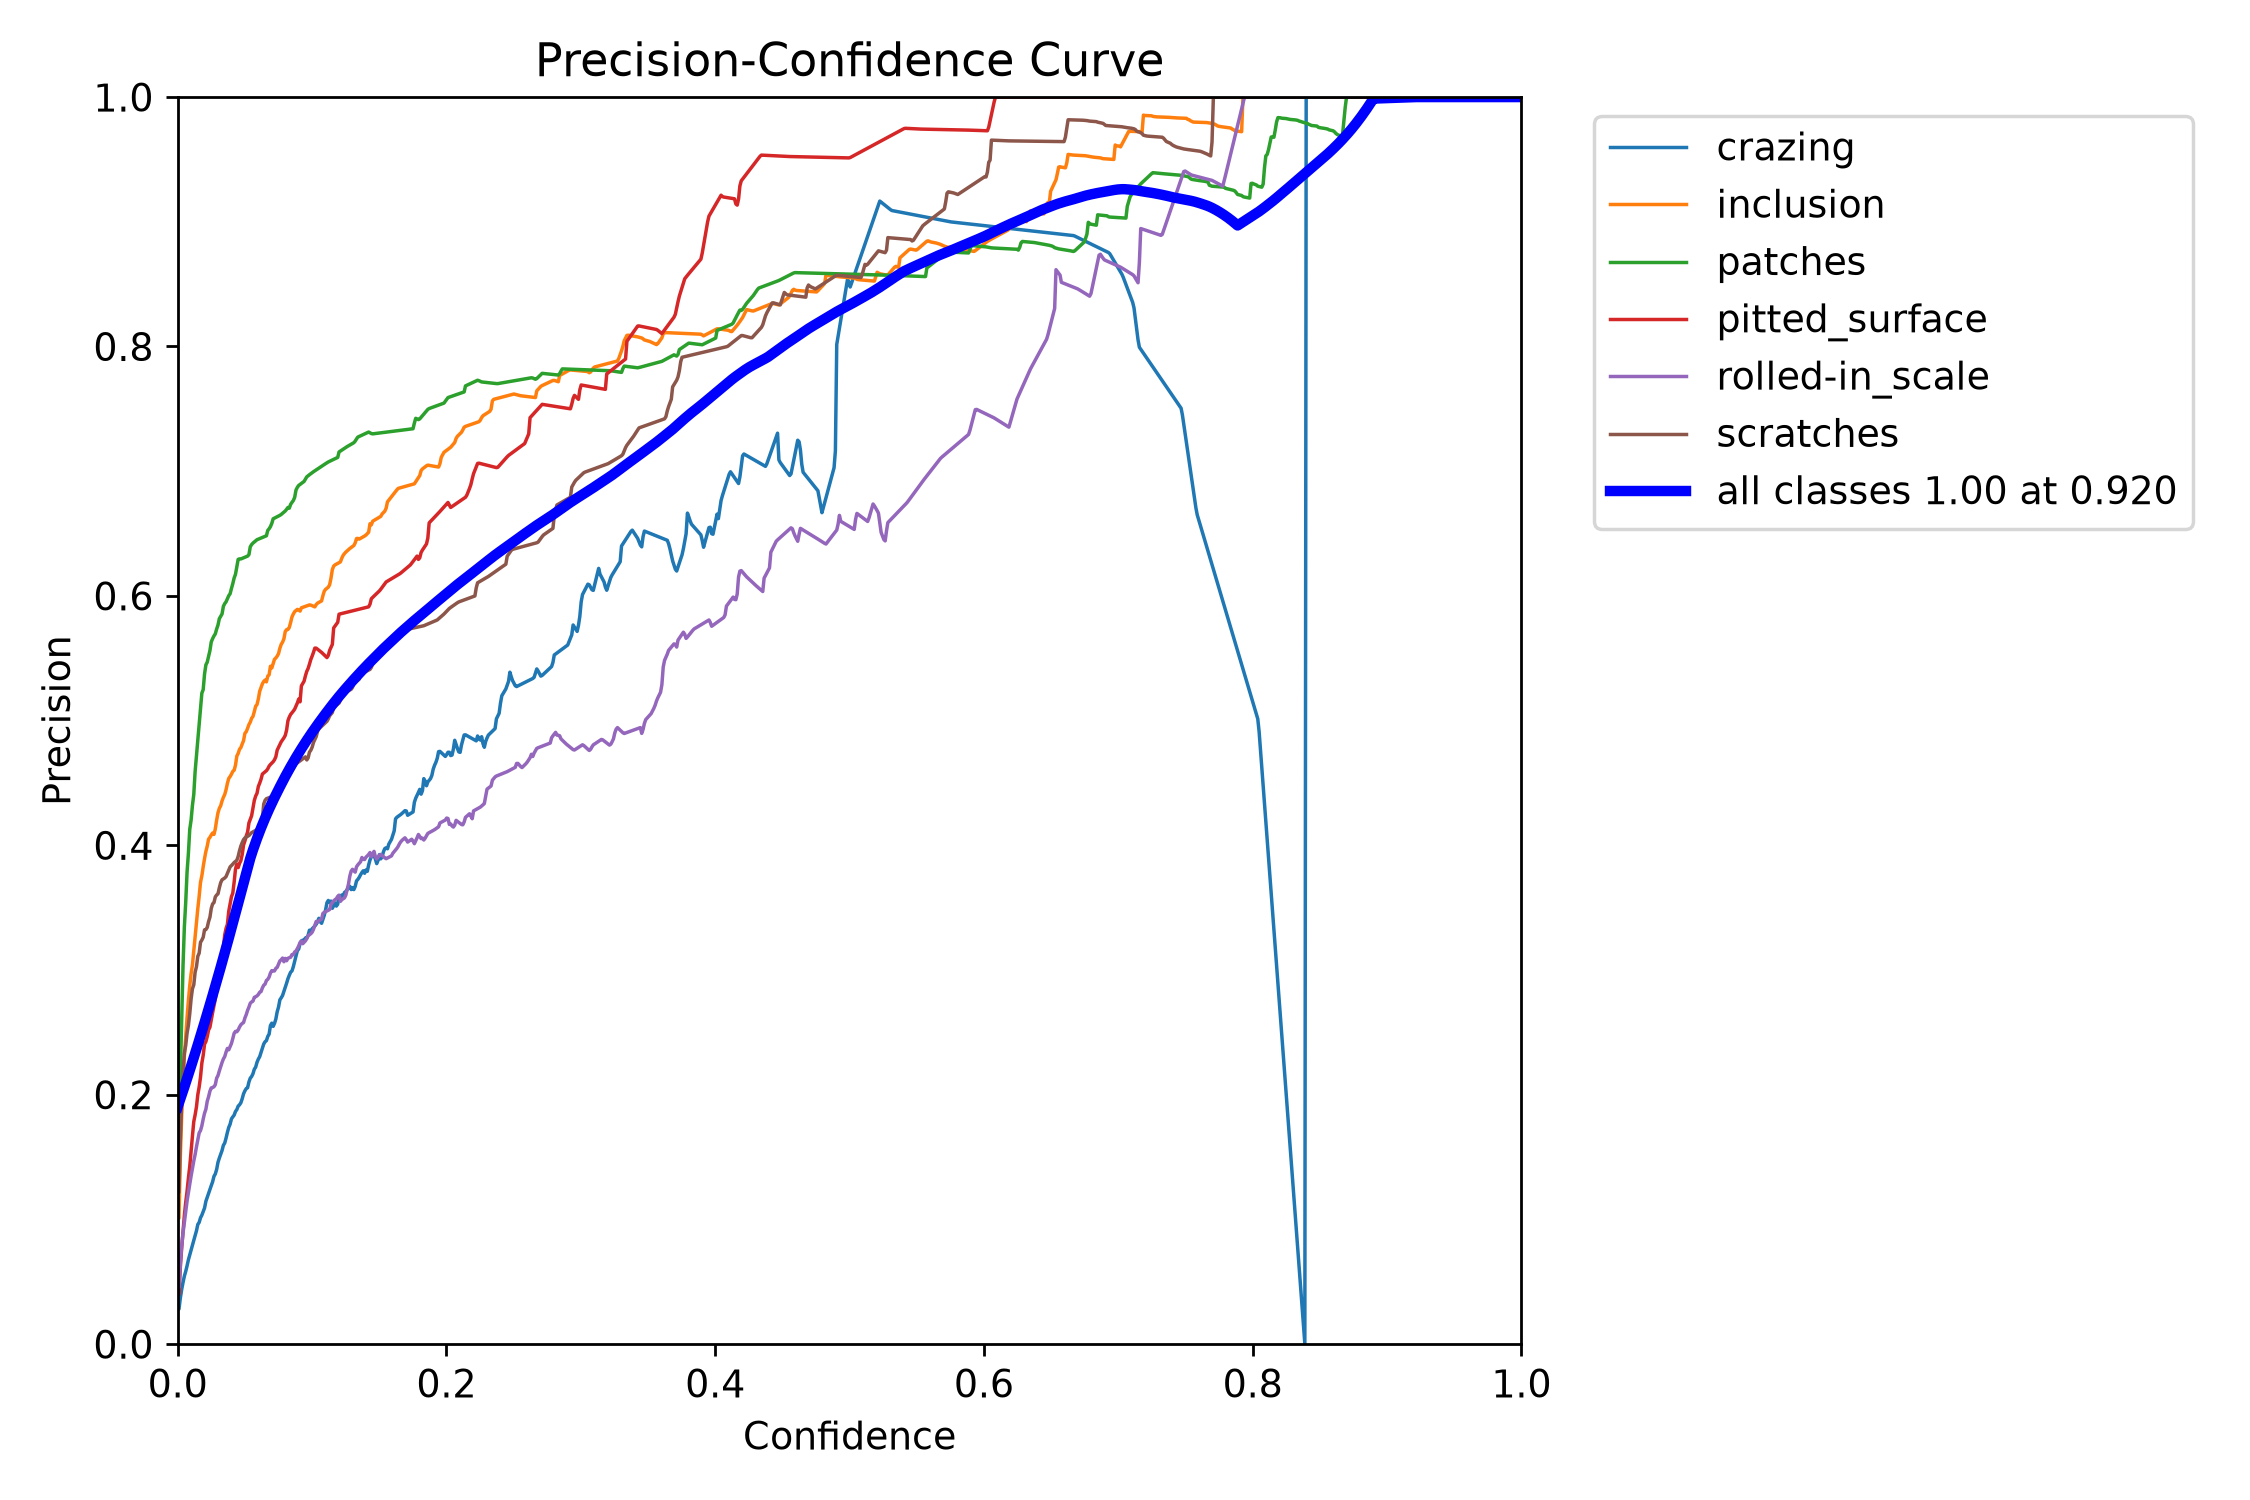 Precision-Confidence Curve
1.0
0.8
0.6
0.4
0.2
0.0
Precision
0.0 0.2 0.4 0.6 0.8 1.0
Confidence
crazing
inclusion
patches
pitted_surface
rolled-in_scale
scratches
all classes 1.00 at 0.920